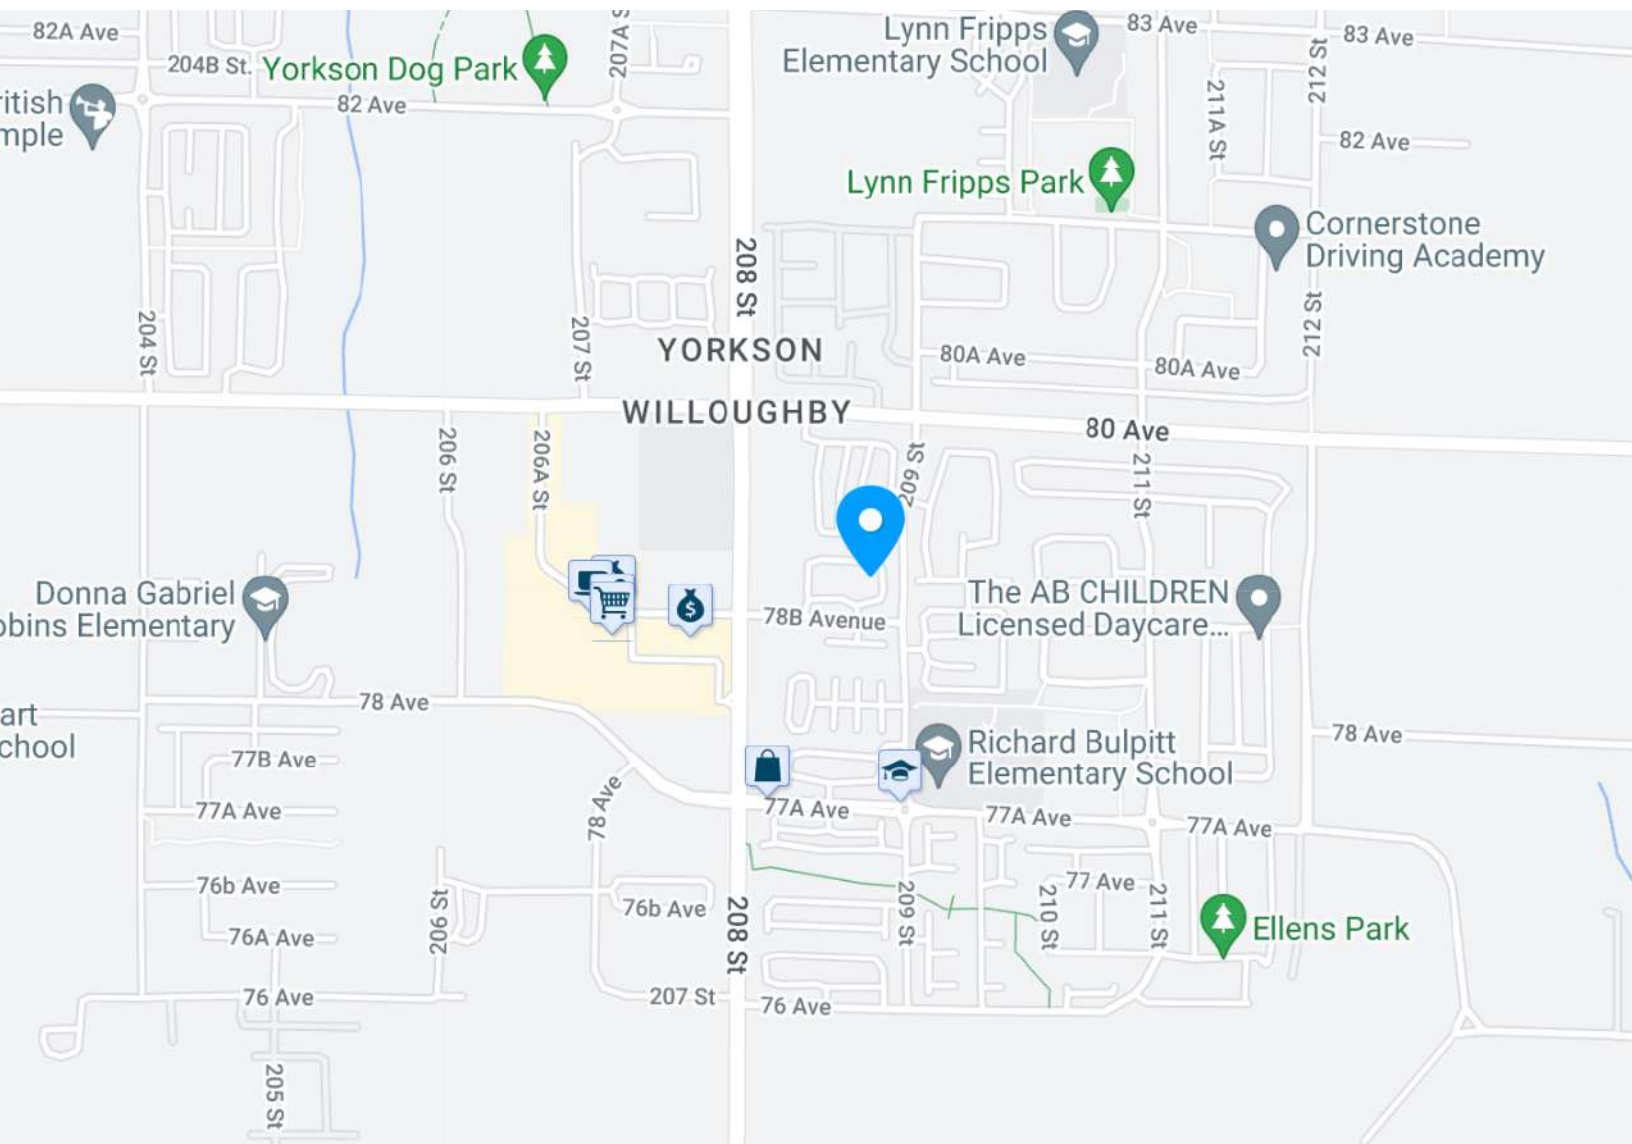 82A Ave
204B St.
Yorkson Dog Park
207A S
Lynn Fripps
Elementary School
83 Ave
83 Ave
212 St
211A St
ritish
mple
82 Ave
82 Ave
Lynn Fripps Park
Cornerstone
Driving Academy
208 St
204 St
207 St
212 St
YORKSON
80A Ave
80A Ave
WILLOUGHBY
80 Ave
206 St
206A St
209 St
211 St
Donna Gabriel
obins Elementary
78B Avenue
The AB CHILDREN
Licensed Daycare...
art
chool
78 Ave
78 Ave
77B Ave
Richard Bulpitt
Elementary School
77A Ave
78 Ave
77A Ave
77A Ave
77A Ave
76b Ave
76b Ave
77 Ave
206 St
208 St
209 St
210 St
211 St
Ellens Park
76A Ave
76 Ave
207 St
76 Ave
205 St